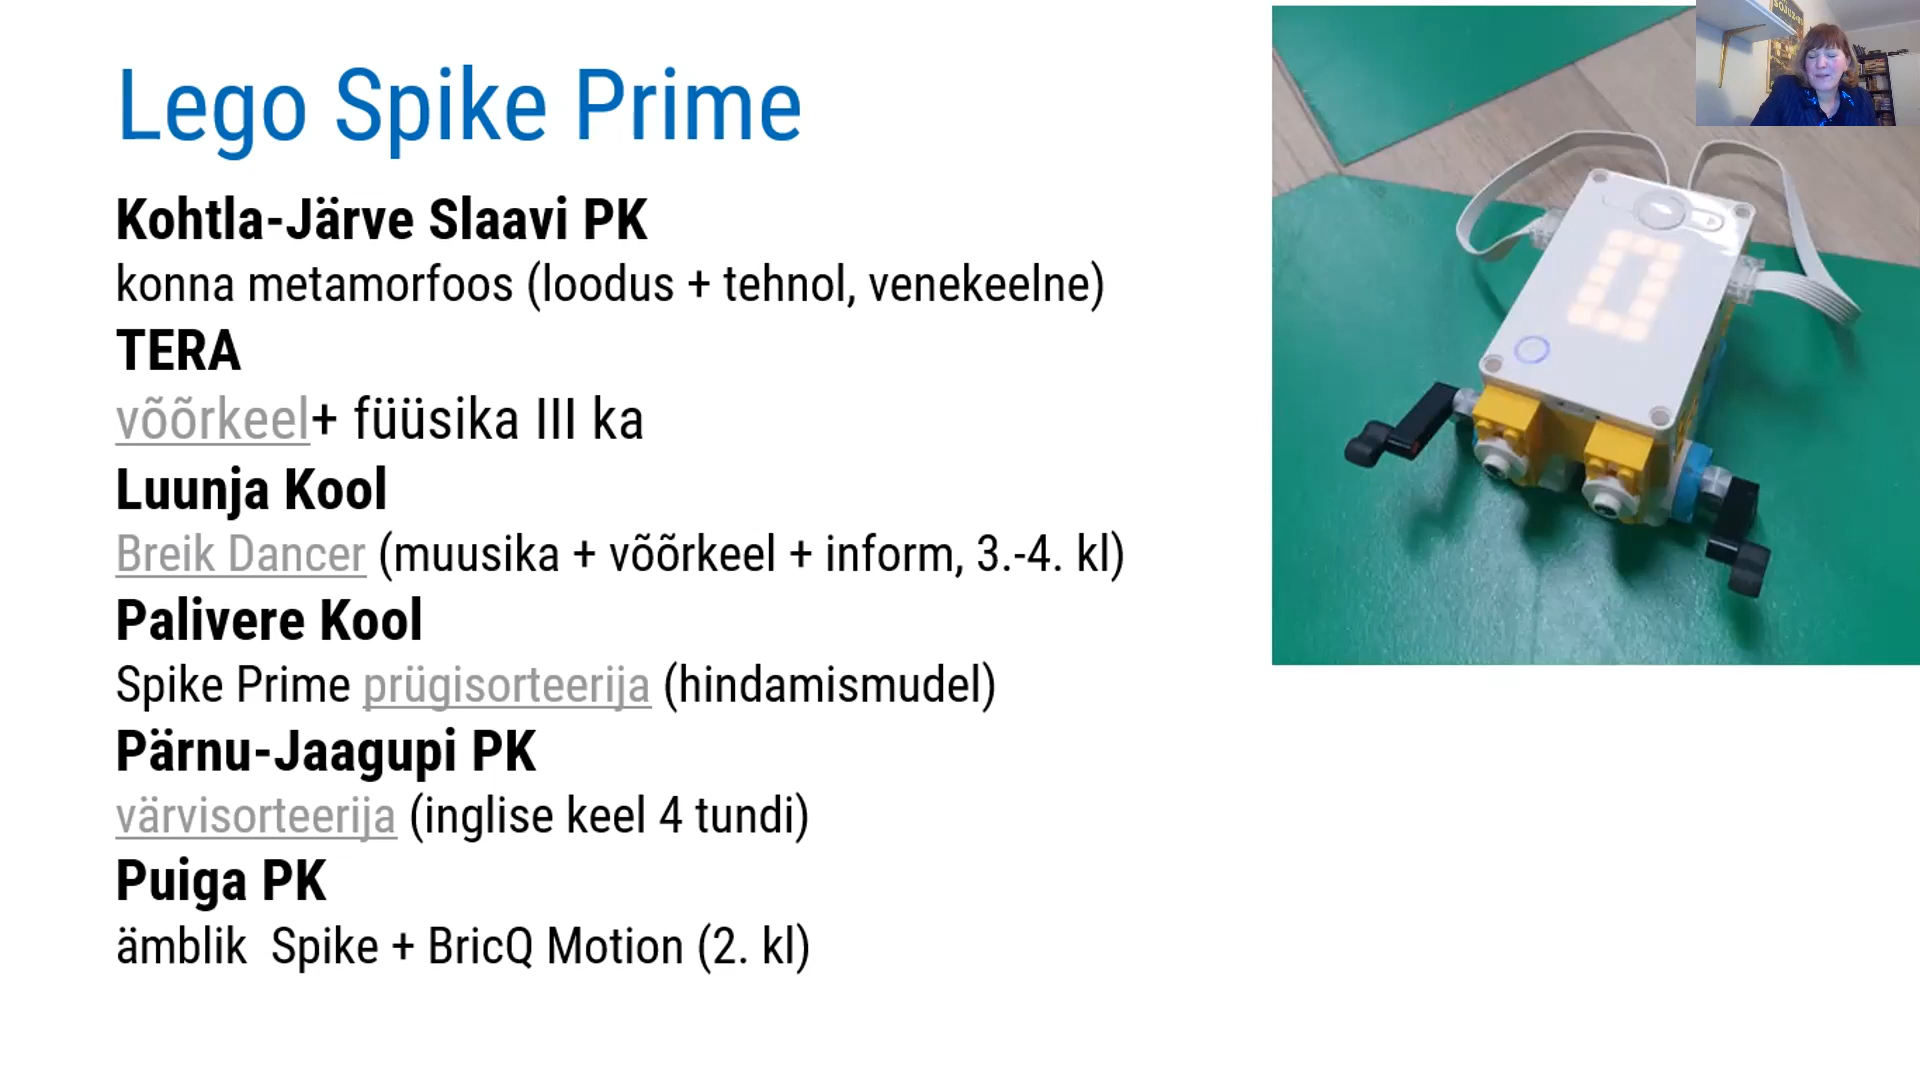 Lego Spike Prime
Kohtla-Järve Slaavi PK
konna metamorfoos (loodus + tehnol, venekeelne)
TERA
võõrkeel+ füüsika III ka
Luunja Kool
Breik Dancer (muusika + võõrkeel + inform, 3.-4. kl)
Palivere Kool
Spike Prime prügisorteerija (hindamismudel)
Pärnu-Jaagupi PK
värvisorteerija (inglise keel 4 tundi)
Puiga PK
ämblik  Spike + BricQ Motion (2. kl)